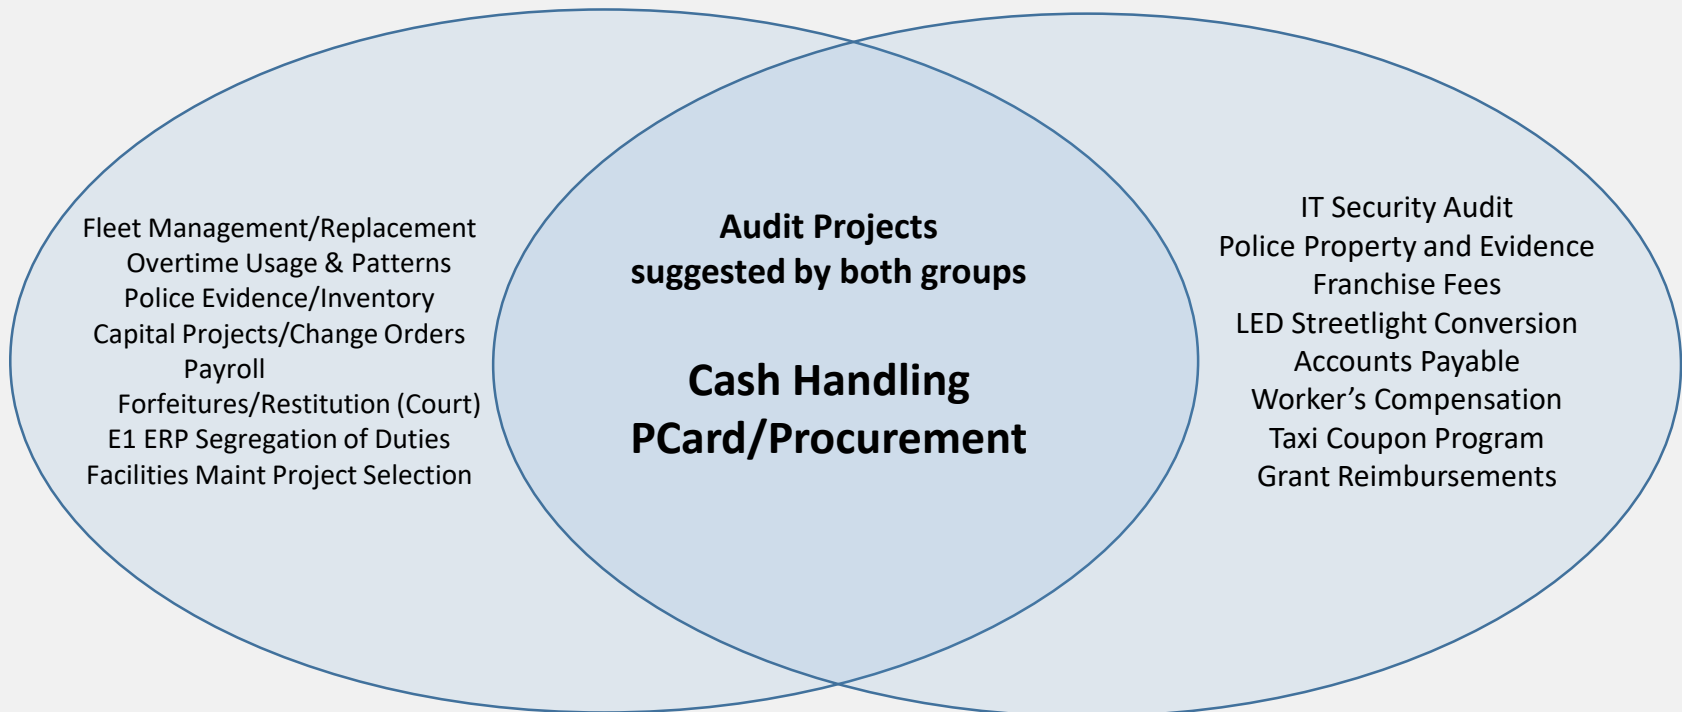 Fleet Management/Replacement
Overtime Usage & Patterns
Police Evidence/Inventory
Capital Projects/Change Orders
Payroll
Forfeitures/Restitution (Court)
E1 ERP Segregation of Duties
Facilities Maint Project Selection
Audit Projects
suggested by both groups
Cash Handling
PCard/Procurement
IT Security Audit
Police Property and Evidence
Franchise Fees
LED Streetlight Conversion
Accounts Payable
Worker’s Compensation
Taxi Coupon Program
Grant Reimbursements